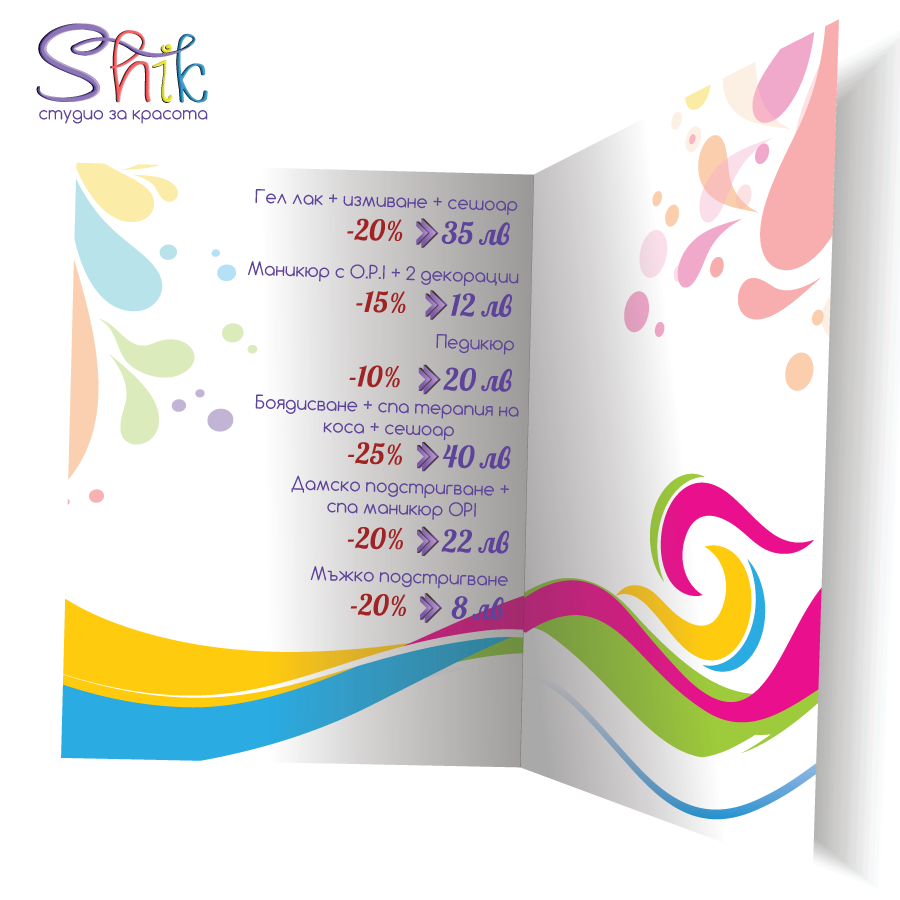 Shik
студио за красота
Гел лак + измиване + сешоар
-20% 35 лв
Маникюр с O.P.I + 2 декорации
-15% 12 лв
Педикюр
-10% 20 лв
Боядисване + спа терапия на
коса + сешоар
-25% 40 лв
Дамско подстригване +
спа маникюр OPI
-20% 22 лв
Мъжко подстригване
-20% 8 лв